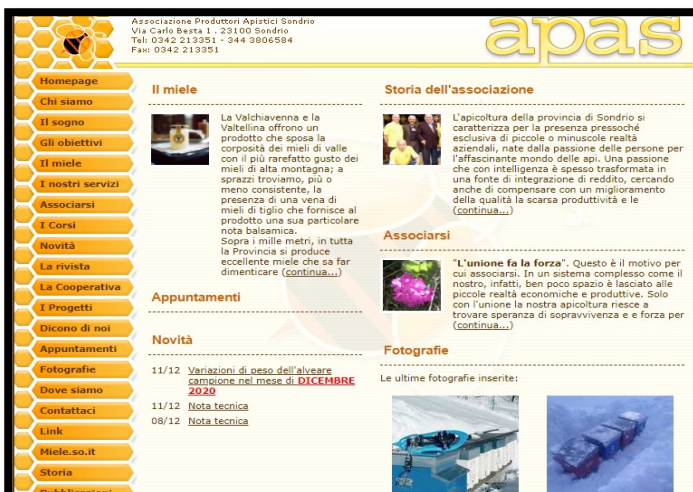 Associazione Produttori Apistici Sondrio
Via Carlo Besta 1 . 23100 Sondrio
Tel: 0342 213351 - 344 3806584
Fax: 0342 213351
apas
Homepage
Chi siamo
Il sogno
Gli obiettivi
Il miele
I nostri servizi
Associarsi
I Corsi
Novità
La rivista
La Cooperativa
I Progetti
Dicono di noi
Appuntamenti
Fotografie
Dove siamo
Contattaci
Link
Miele.so.it
Storia
Pubblicazioni
Il miele
La Valchiavenna e la
Valtellina offrono un
prodotto che sposa la
corposità dei mieli di valle
con il più rarefatto gusto dei
mieli di alta montagna; a
sprazzi troviamo, più o
meno consistente, la
presenza di una vena di
mieli di tiglio che fornisce al
prodotto una sua particolare
nota balsamica.
Sopra i mille metri, in tutta
la Provincia si produce
eccellente miele che sa far
dimenticare (continua...)
Appuntamenti
Novità
11/12 Variazioni di peso dell'alveare
campione nel mese di DICEMBRE
2020
11/12 Nota tecnica
08/12 Nota tecnica
Storia dell'associazione
L'apicoltura della provincia di Sondrio si
caratterizza per la presenza pressoché
esclusiva di piccole o minuscole realtà
aziendali, nate dalla passione delle persone per
l'affascinante mondo delle api. Una passione
che con intelligenza è spesso trasformata in
una fonte di integrazione di reddito, cercando
anche di compensare con un miglioramento
della qualità la scarsa produttività e le
(continua...)
Associarsi
"L'unione fa la forza". Questo è il motivo per
cui associarsi. In un sistema complesso come il
nostro, infatti, ben poco spazio è lasciato alle
piccole realtà economiche e produttive. Solo
con l'unione la nostra apicoltura riesce a
trovare speranza di sopravvivenza e e forza per
(continua...)
Fotografie
Le ultime fotografie inserite: